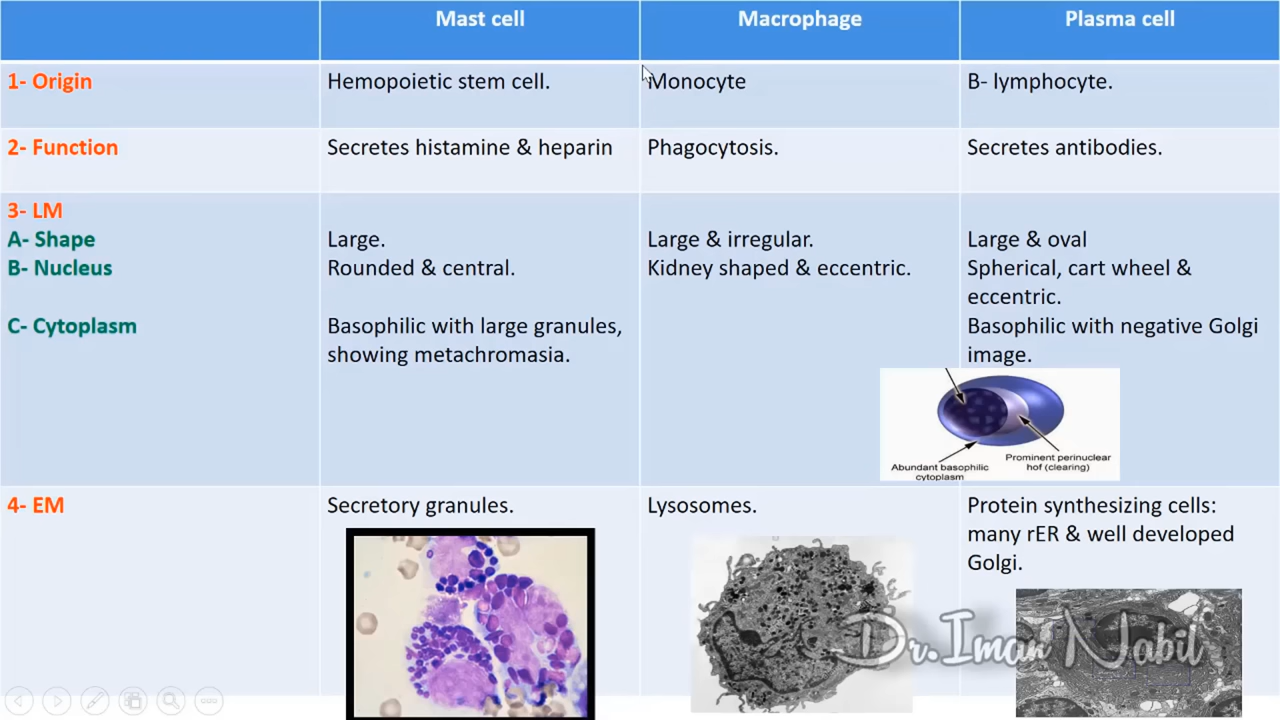 Mast cell
Macrophage
Plasma cell
1- Origin
Hemopoietic stem cell.
Monocyte
B- lymphocyte.
2- Function
Secretes histamine & heparin
Phagocytosis.
Secretes antibodies.
3- LM
A- Shape
Large.
Large & irregular.
Large & oval
B- Nucleus
Rounded & central.
Kidney shaped & eccentric.
Spherical, cart wheel &
eccentric.
C- Cytoplasm
Basophilic with large granules,
showing metachromasia.
Basophilic with negative Golgi
image.
Abundant basophilic
cytoplasm
Prominent perinuclear
hof (clearing)
4- EM
Secretory granules.
Lysosomes.
Protein synthesizing cells:
many rER & well developed
Golgi.
Dr.Iman Nabil